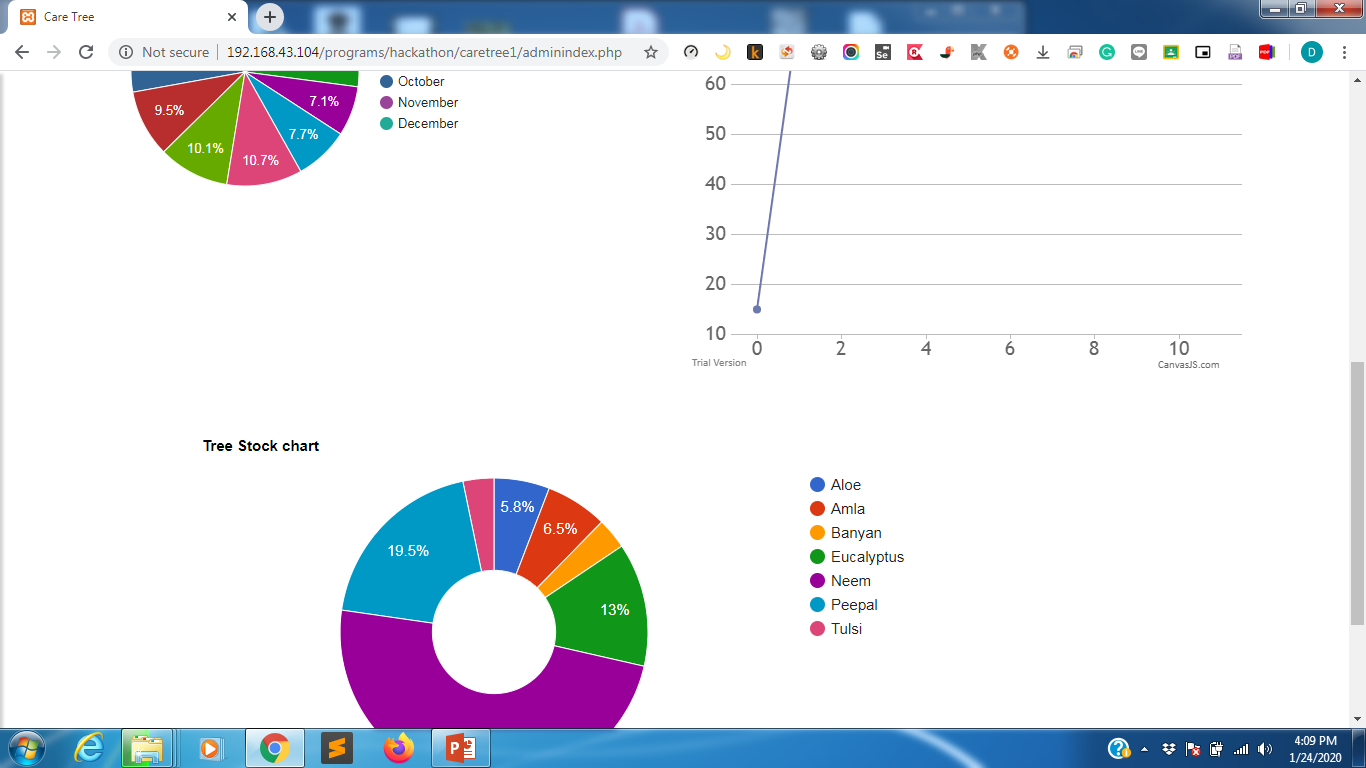 Care Tree
Not secure 192.168.43.104/programs/hackathon/caretree1/adminindex.php
D
October
November
December
9.5%
10.1%
10.7%
7.7%
7.1%
60
50
40
30
20
10
0 2 4 6 8 10
Trial Version
CanvasJS.com
Tree Stock chart
5.8%
6.5%
13%
19.5%
Aloe
Amla
Banyan
Eucalyptus
Neem
Peepal
Tulsi
4:09 PM
1/24/2020